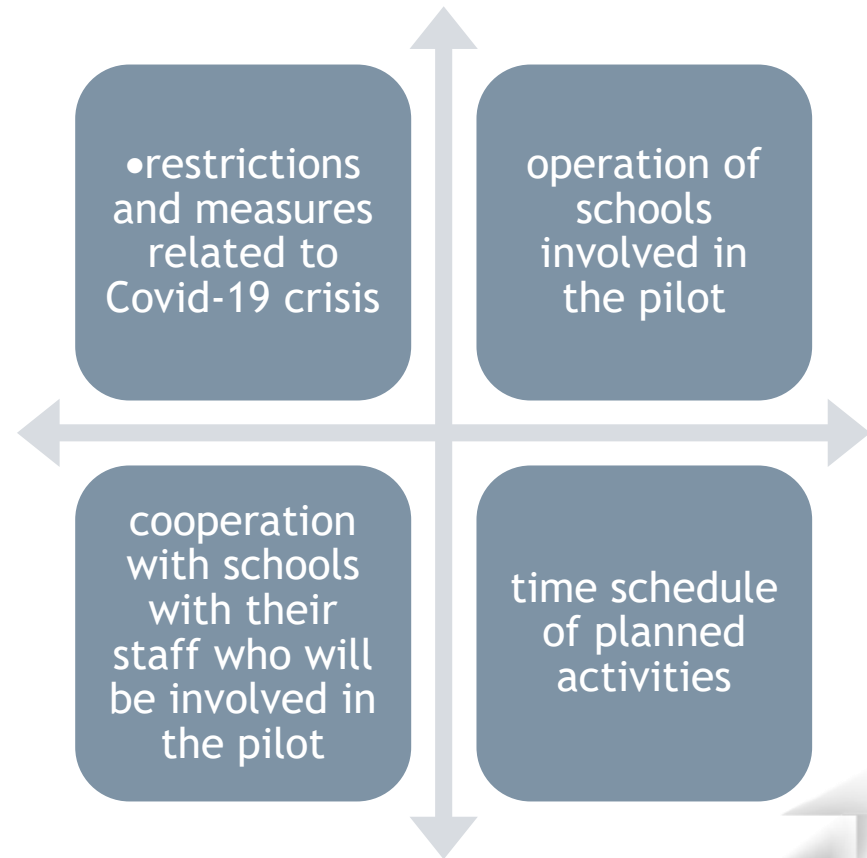 •restrictions
and measures
related to
Covid-19 crisis
operation of
schools
involved in
the pilot
cooperation
with schools
with their
staff who will
be involved in
the pilot
time schedule
of planned
activities